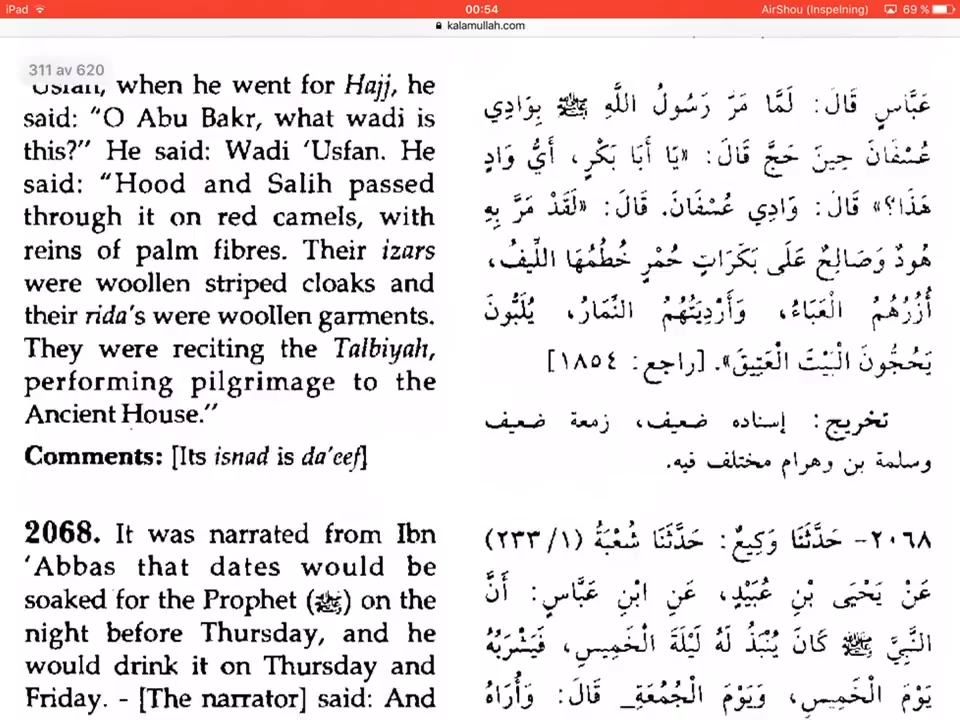 iPad
00:54
AirShou (Inspelning)
69 %
kalamullah.com
311 av 620
'Usfan, when he went for Hajj, he
said: “O Abu Bakr, what wadi is
this?” He said: Wadi ‘Usfan. He
said: “Hood and Salih passed
through it on red camels, with
reins of palm fibres. Their izars
were woollen striped cloaks and
their rida's were woollen garments.
They were reciting the Talbiyah,
performing pilgrimage to the
Ancient House.”
Comments: [Its isnad is da'eef]
2068. It was narrated from Ibn
‘Abbas that dates would be
soaked for the Prophet (ﷺ) on the
night before Thursday, and he
would drink it on Thursday and
Friday. - [The narrator] said: And
عَبَّاسٍ قَالَ: لَمَّا مَرَّ رَسُولُ اللَّهِ ﷺ بِوَادِي
عُسْفَانَ حِينَ حَجَّ قَالَ: «يَا أَبَا بَكْرٍ، أَيُّ وَادٍ
هَذَا؟» قَالَ: وَادِي عُسْفَانَ. قَالَ: «لَقَدْ مَرَّ بِهِ
هُودٌ وَصَالِحٌ عَلَى بَكَرَاتٍ حُمْرٍ خُطُمُهَا اللِّيفُ،
أُزُرُهُمُ الْعَبَاءُ، وَأَرْدِيَتُهُمُ النِّمَارُ، يُلَبُّونَ
يَحُجُّونَ الْبَيْتَ الْعَتِيقَ». [راجع: ١٨٥٤]
تخريج: إسناده ضعيف، زمعة ضعيف
وسلمة بن وهرام مختلف فيه.
٢٠٦٨- حَدَّثَنَا وَكِيعٌ: حَدَّثَنَا شُعْبَةُ (١/ ٢٣٣)
عَنْ يَحْيَى بْنِ عُبَيْدٍ، عَنِ ابْنِ عَبَّاسٍ: أَنَّ
النَّبِيَّ ﷺ كَانَ يُنْبَذُ لَهُ لَيْلَةَ الْخَمِيسِ، فَيَشْرَبُهُ
يَوْمَ الْخَمِيسِ، وَيَوْمَ الْجُمُعَةِ_ قَالَ: وَأُرَاهُ